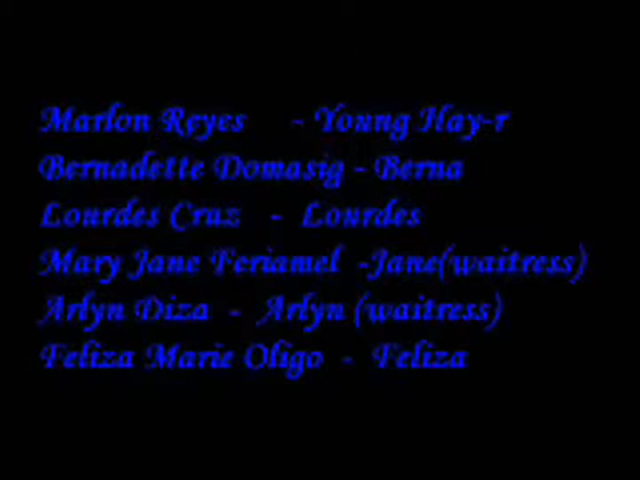 Marlon Reyes - Young Hay-r
Bernadette Domasig - Berna
Lourdes Cruz - Lourdes
Mary Jane Feriamel -Jane(waitress)
Arlyn Diza - Arlyn (waitress)
Feliza Marie Oligo - Feliza